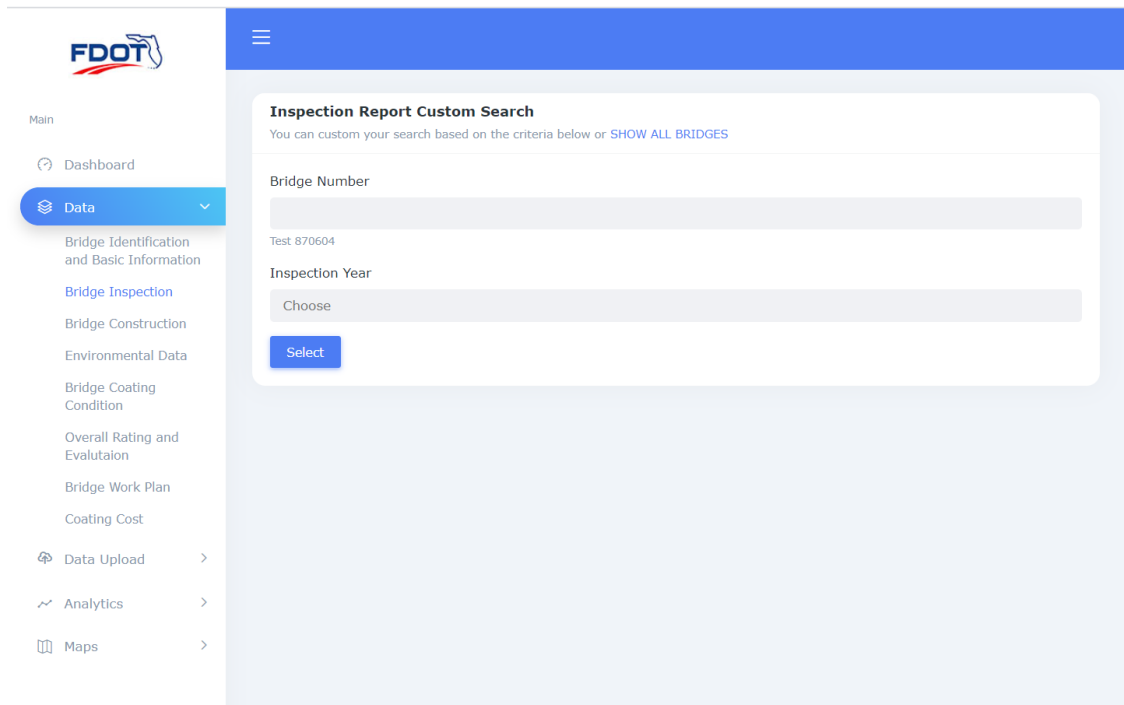 FDOT
Main
Dashboard
Data
Bridge Identification
and Basic Information
Bridge Inspection
Bridge Construction
Environmental Data
Bridge Coating
Condition
Overall Rating and
Evalutaion
Bridge Work Plan
Coating Cost
Data Upload
Analytics
Maps
Inspection Report Custom Search
You can custom your search based on the criteria below or SHOW ALL BRIDGES
Bridge Number
Test 870604
Inspection Year
Choose
Select